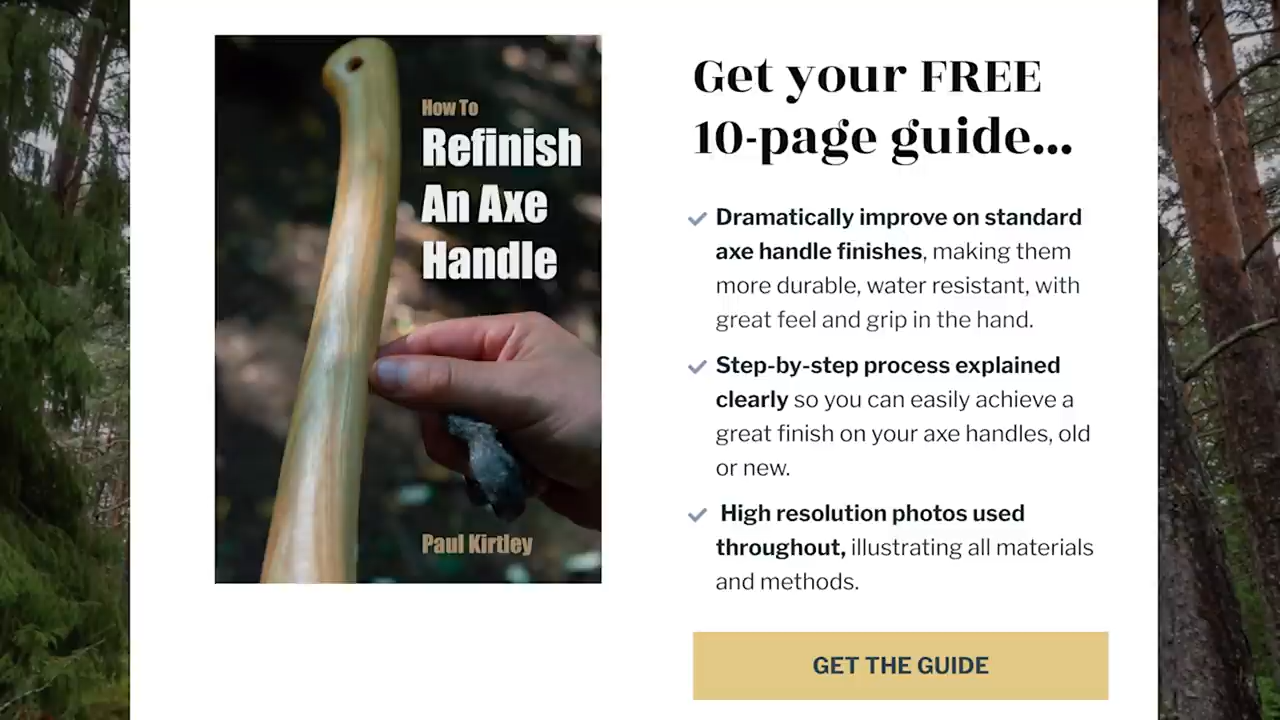 How To
Refinish
An Axe
Handle
Paul Kirtley
Get your FREE
10-page guide...
Dramatically improve on standard
axe handle finishes, making them
more durable, water resistant, with
great feel and grip in the hand.
Step-by-step process explained
clearly so you can easily achieve a
great finish on your axe handles, old
or new.
High resolution photos used
throughout, illustrating all materials
and methods.
GET THE GUIDE